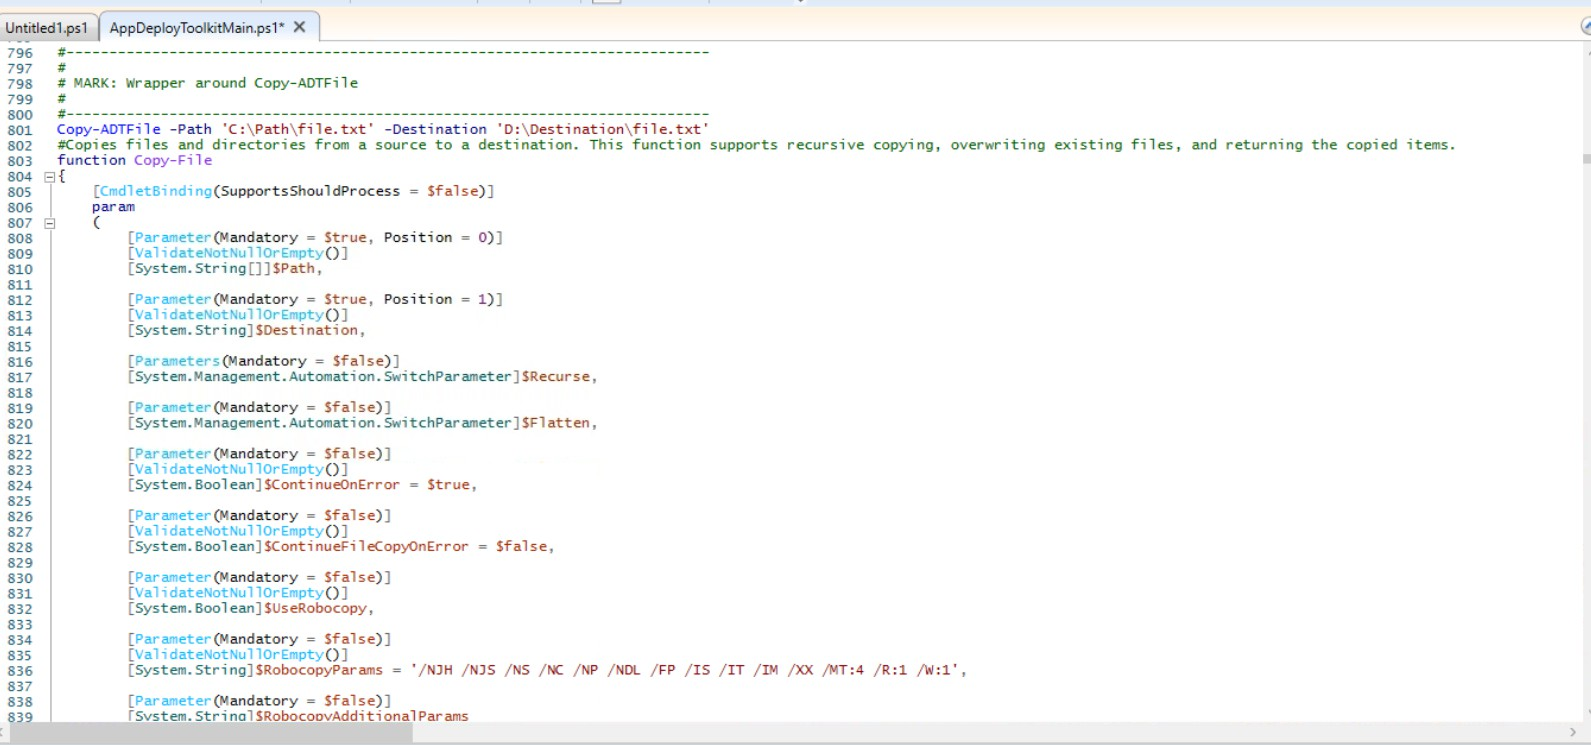 Untitled1.ps1
AppDeployToolkitMain.ps1* X
796 #---------------------------------------------------------------------------
797 #
798 # MARK: Wrapper around Copy-ADTFile
799 #
800 #---------------------------------------------------------------------------
801 Copy-ADTFile -Path 'C:\Path\file.txt' -Destination 'D:\Destination\file.txt'
802 #Copies files and directories from a source to a destination. This function supports recursive copying, overwriting existing files, and returning the copied items.
803 function Copy-File
804 {
805 [CmdletBinding(SupportsShouldProcess = $false)]
806 param
807 (
808 [Parameter(Mandatory = $true, Position = 0)]
809 [ValidateNotNullOrEmpty()]
810 [System.String[]]$Path,
811
812 [Parameter(Mandatory = $true, Position = 1)]
813 [ValidateNotNullOrEmpty()]
814 [System.String]$Destination,
815
816 [Parameters(Mandatory = $false)]
817 [System.Management.Automation.SwitchParameter]$Recurse,
818
819 [Parameter(Mandatory = $false)]
820 [System.Management.Automation.SwitchParameter]$Flatten,
821
822 [Parameter(Mandatory = $false)]
823 [ValidateNotNullOrEmpty()]
824 [System.Boolean]$ContinueOnError = $true,
825
826 [Parameter(Mandatory = $false)]
827 [ValidateNotNullOrEmpty()]
828 [System.Boolean]$ContinueFileCopyOnError = $false,
829
830 [Parameter(Mandatory = $false)]
831 [ValidateNotNullOrEmpty()]
832 [System.Boolean]$UseRobocopy,
833
834 [Parameter(Mandatory = $false)]
835 [ValidateNotNullOrEmpty()]
836 [System.String]$RobocopyParams = '/NJH /NJS /NS /NC /NP /NDL /FP /IS /IT /IM /XX /MT:4 /R:1 /W:1',
837
838 [Parameter(Mandatory = $false)]
839 [System.String]$RobocopyAdditionalParams